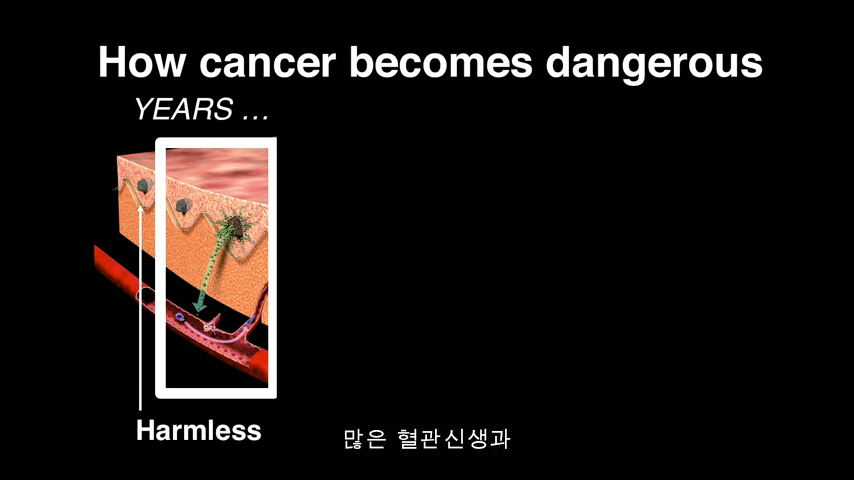 How cancer becomes dangerous
YEARS …
Harmless
많은 혈관신생과